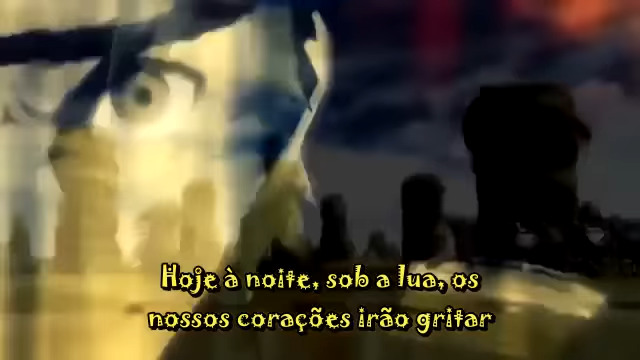 Hoje à noite, sob a lua, os
nossos corações irão gritar